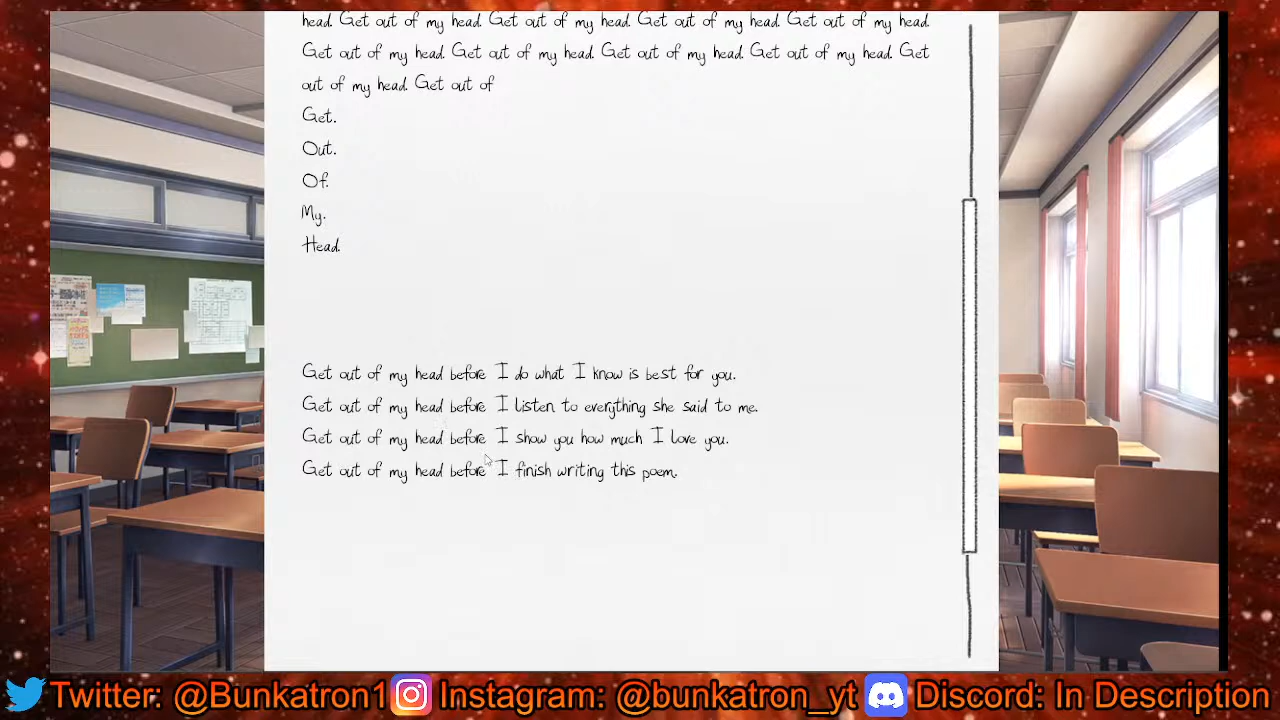 head. Get out of my head. Get out of my head. Get out of my head. Get out of my head.
Get out of my head. Get out of my head. Get out of my head. Get out of my head. Get
out of my head. Get out of
Get.
Out.
Of.
My.
Head.
Get out of my head before I do what I know is best for you.
Get out of my head before I listen to everything she said to me.
Get out of my head before I show you how much I love you.
Get out of my head before I finish writing this poem.
Twitter: @Bunkatron1 Instagram: @bunkatron_yt Discord: In Description